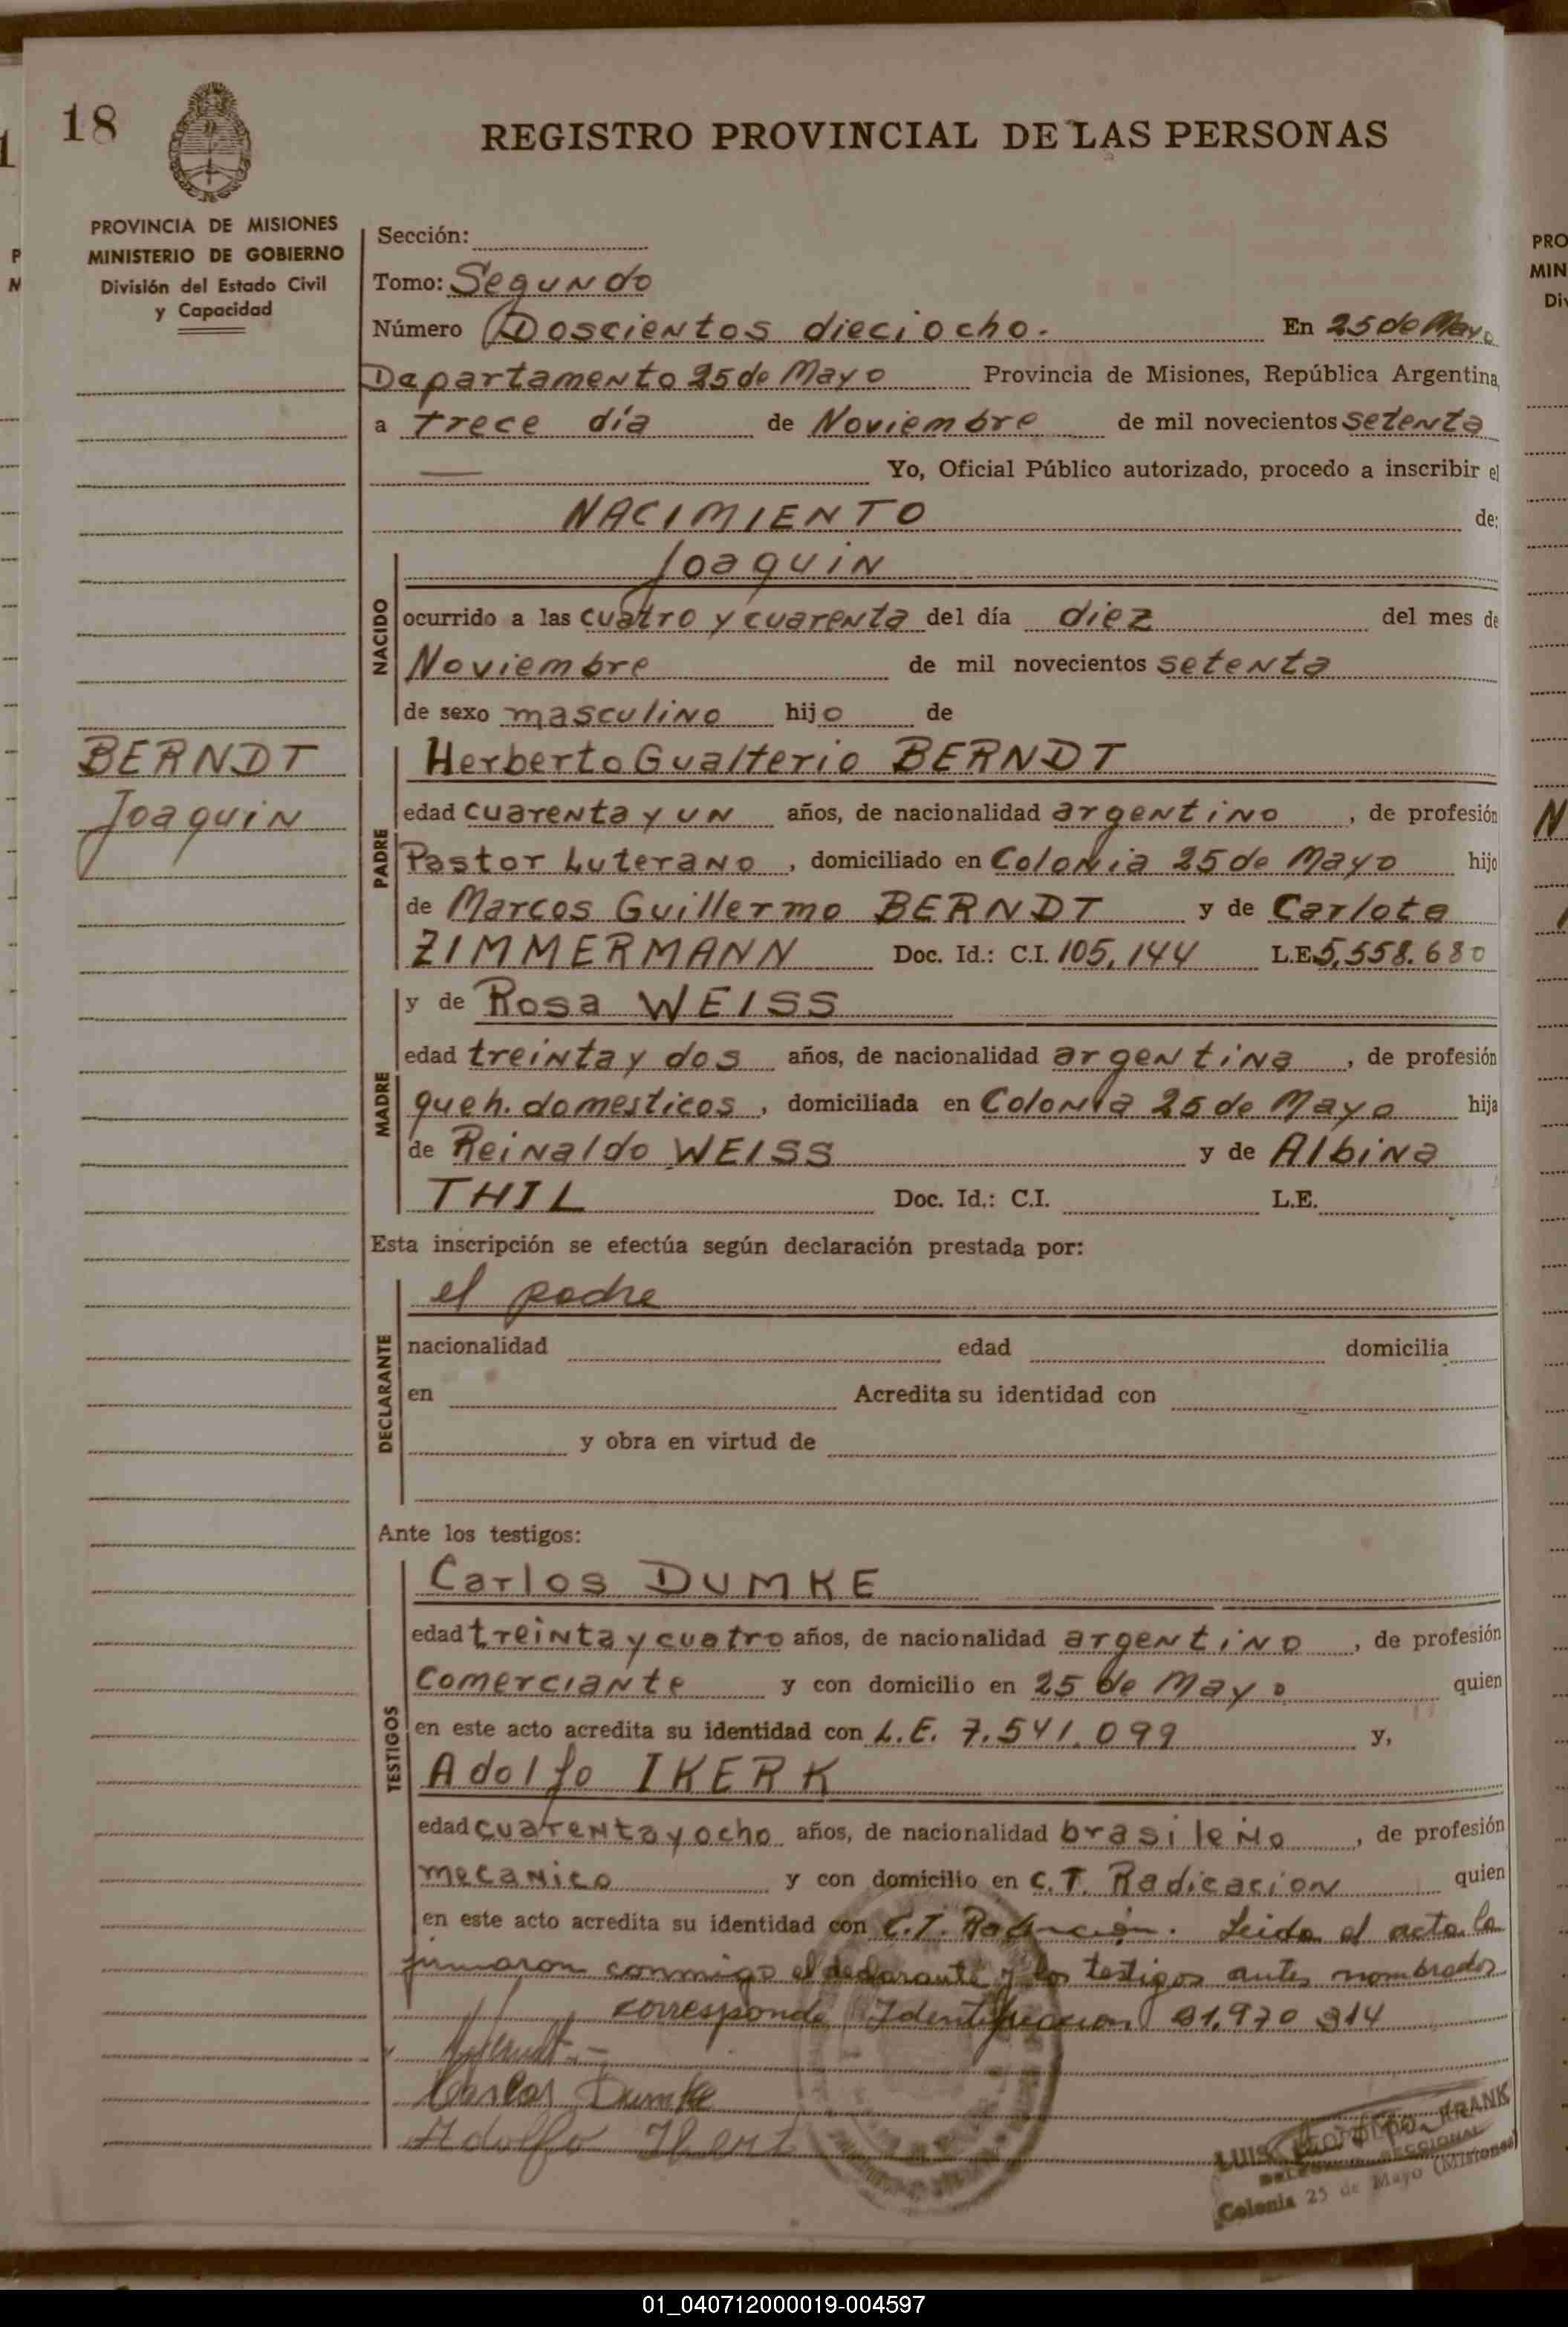 18
REGISTRO PROVINCIAL DE LAS PERSONAS
PROVINCIA DE MISIONES
MINISTERIO DE GOBIERNO
División del Estado Civil
y Capacidad
Sección:
Tomo: Segundo
Número Doscientos dieciocho. En 25 de Mayo
Departamento 25 de Mayo Provincia de Misiones, República Argentina,
a trece día de Noviembre de mil novecientos setenta
Yo, Oficial Público autorizado, procedo a inscribir el
NACIMIENTO de:
NACIDO
Joaquin
ocurrido a las cuatro y cuarenta del día diez del mes de
Noviembre de mil novecientos setenta
de sexo masculino hijo de
BERNDT
Joaquin
PADRE
Herberto Gualterio BERNDT
edad cuarenta y un años, de nacionalidad argentino, de profesión
Pastor Luterano, domiciliado en Colonia 25 de Mayo hijo
de Marcos Guillermo BERNDT y de Carlota
ZIMMERMANN Doc. Id.: C.I. 105,144 L.E. 5,558.680
MADRE
y de Rosa WEISS
edad treinta y dos años, de nacionalidad argentina, de profesión
queh. domesticos, domiciliada en Colonia 25 de Mayo hija
de Reinaldo WEISS y de Albina
THIL Doc. Id.: C.I. L.E.
Esta inscripción se efectúa según declaración prestada por:
DECLARANTE
el padre
nacionalidad edad domicilia
en Acredita su identidad con
y obra en virtud de
Ante los testigos:
TESTIGOS
Carlos DUMKE
edad treinta y cuatro años, de nacionalidad argentino, de profesión
Comerciante y con domicilio en 25 de Mayo quien
en este acto acredita su identidad con L.E. 7.541.099 y,
Adolfo IKERK
edad cuarenta y ocho años, de nacionalidad brasileño, de profesión
mecanico y con domicilio en C.T. Radicacion quien
en este acto acredita su identidad con C.T. Radicación. Leida el acta la
firmaron conmigo el declarante y los testigos antes nombrados
corresponde Identificacion 21,970 314
Carlos Dumke
Adolfo
LUIS LEOPOLDO FRANK
Colonia 25 de Mayo (Misiones)
PRO
MIN
Div
01_040712000019-004597